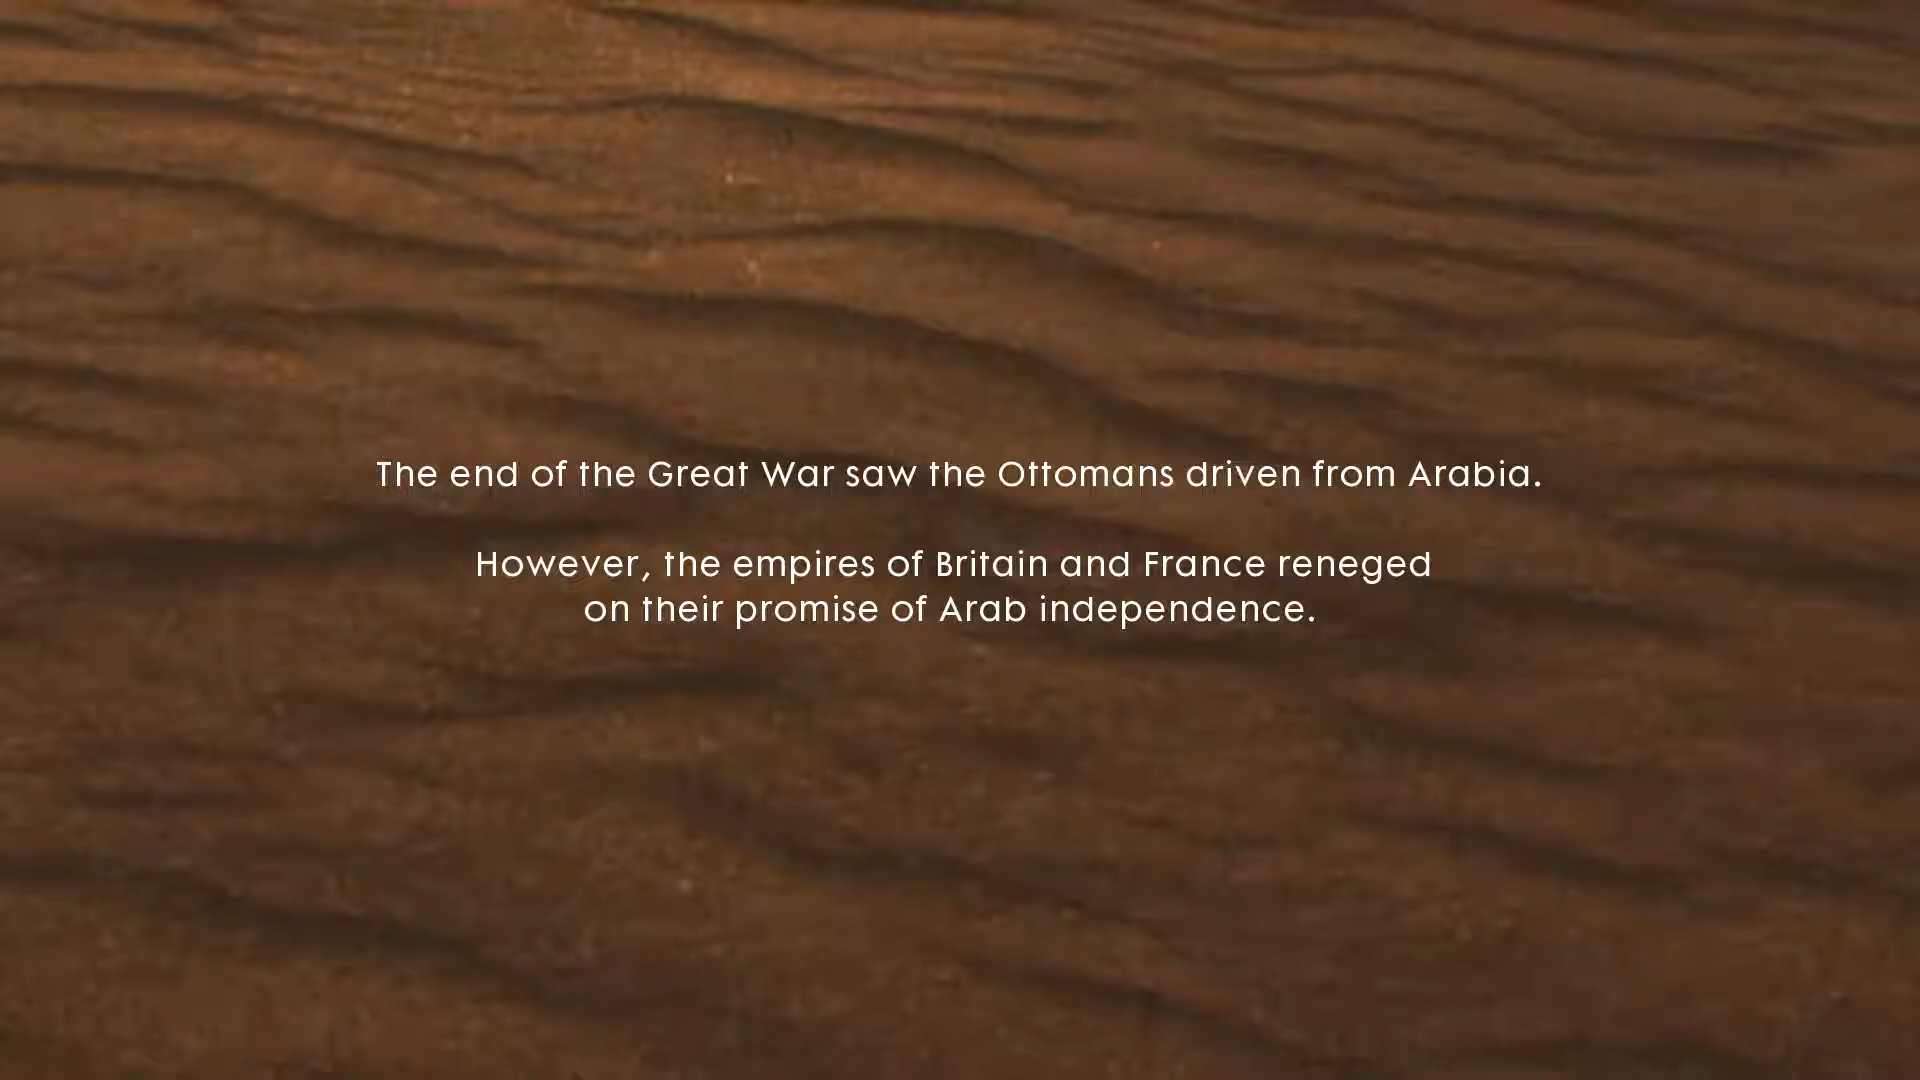 The end of the Great War saw the Ottomans driven from Arabia.
However, the empires of Britain and France reneged
on their promise of Arab independence.